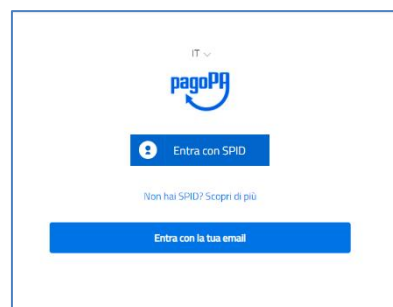 IT
pagoPA
Entra con SPID
Non hai SPID? Scopri di più
Entra con la tua email